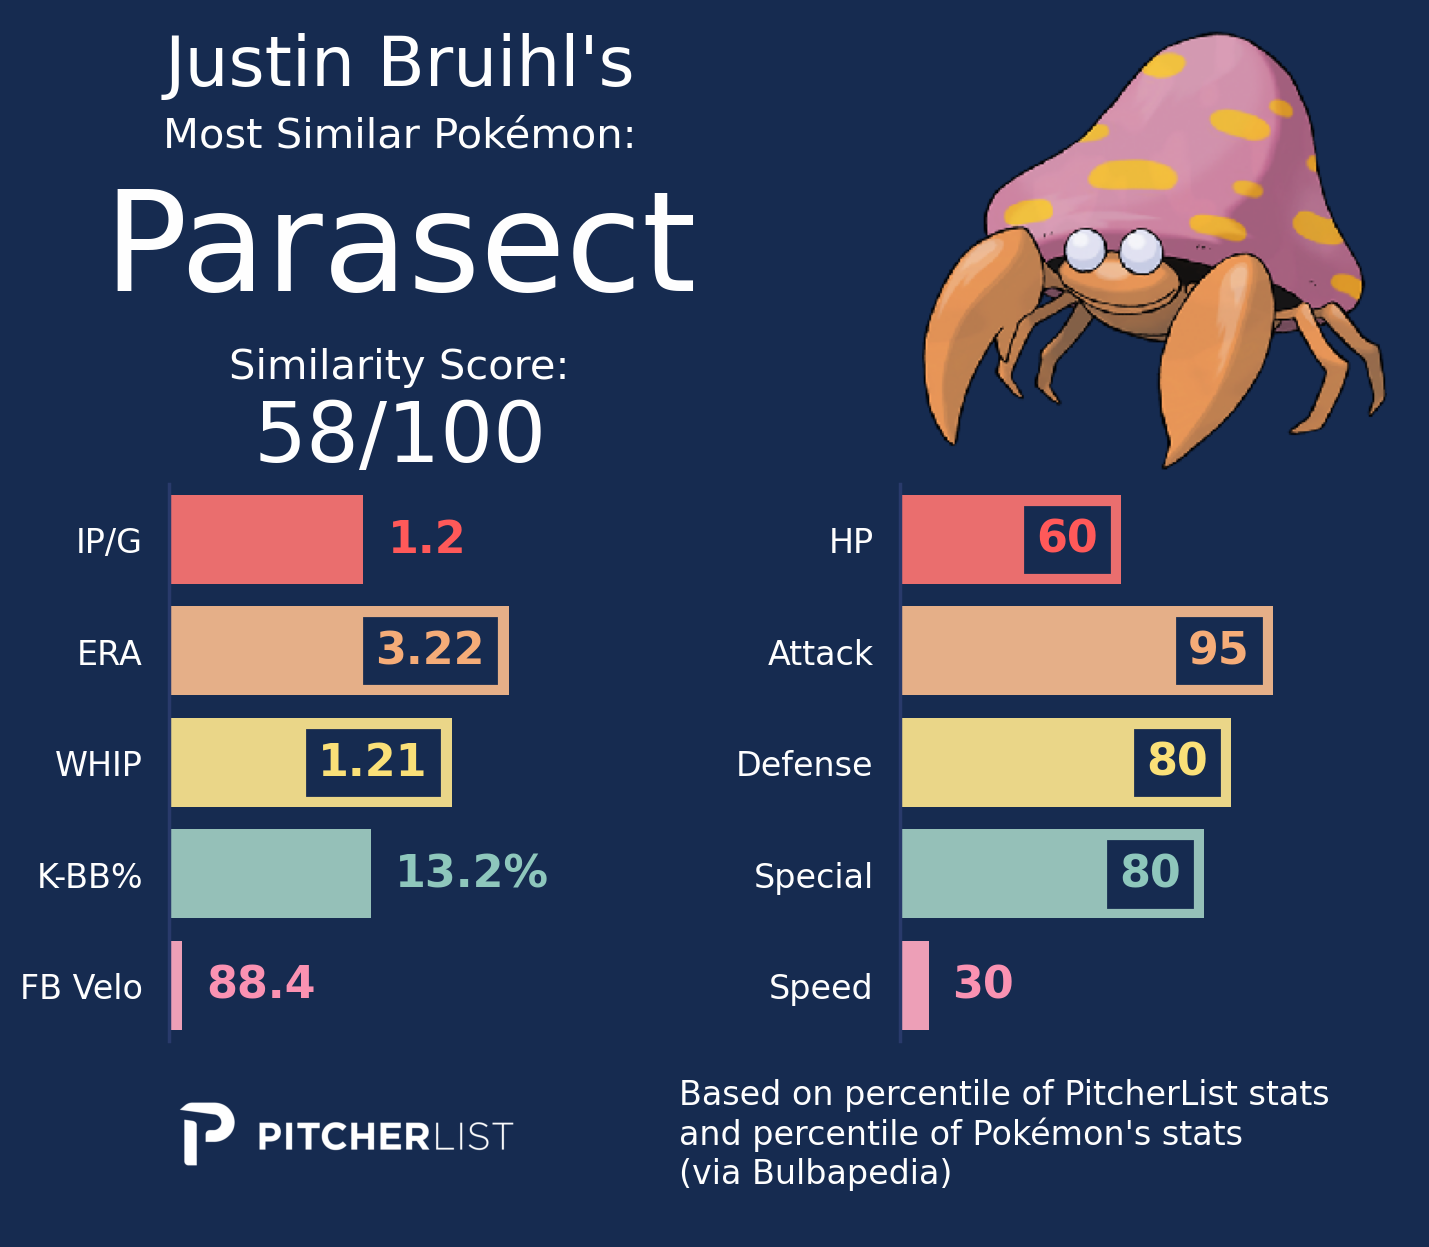 Justin Bruihl's
Most Similar Pokémon:
Parasect
Similarity Score:
58/100
IP/G 1.2
ERA 3.22
WHIP 1.21
K-BB% 13.2%
FB Velo 88.4
HP 60
Attack 95
Defense 80
Special 80
Speed 30
PITCHERLIST
Based on percentile of PitcherList stats
and percentile of Pokémon's stats
(via Bulbapedia)